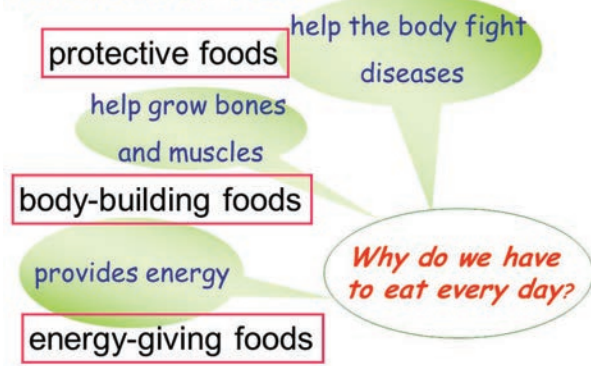 protective foods
help the body fight
diseases
help grow bones
and muscles
body-building foods
provides energy
energy-giving foods
Why do we have
to eat every day?